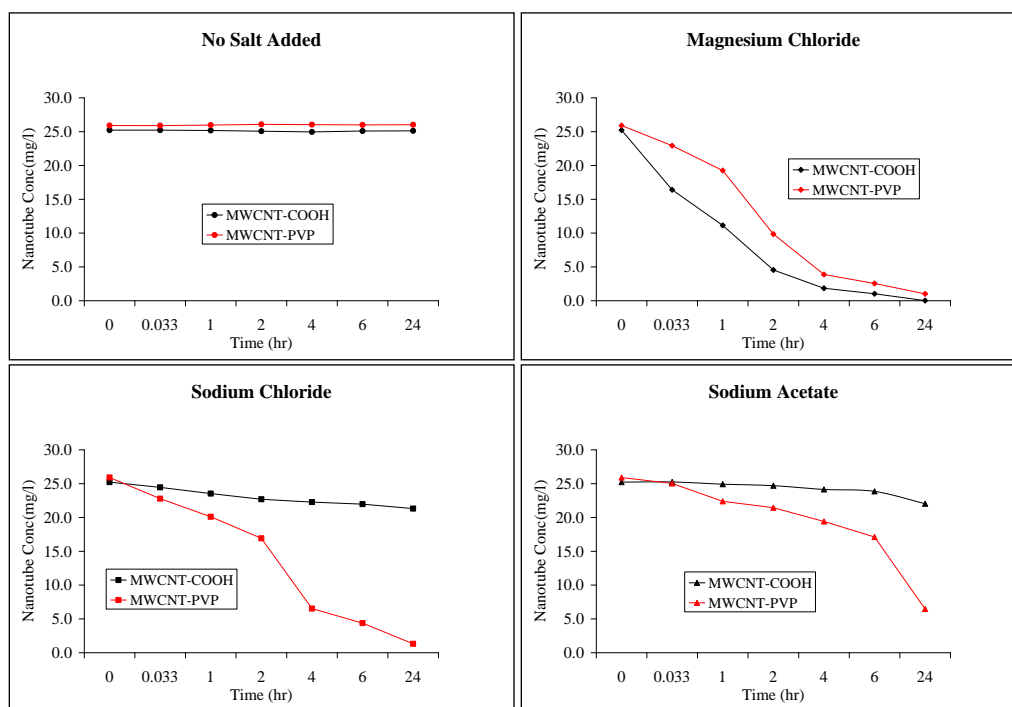 No Salt Added
30.0
25.0
20.0
15.0
10.0
5.0
0.0
Nanotube Conc(mg/l)
MWCNT-COOH
MWCNT-PVP
0 0.033 1 2 4 6 24
Time (hr)
Magnesium Chloride
30.0
25.0
20.0
15.0
10.0
5.0
0.0
Nanotube Conc(mg/l)
MWCNT-COOH
MWCNT-PVP
0 0.033 1 2 4 6 24
Time (hr)
Sodium Chloride
30.0
25.0
20.0
15.0
10.0
5.0
0.0
Nanotube Conc(mg/l)
MWCNT-COOH
MWCNT-PVP
0 0.033 1 2 4 6 24
Time (hr)
Sodium Acetate
30.0
25.0
20.0
15.0
10.0
5.0
0.0
Nanotube Conc(mg/l)
MWCNT-COOH
MWCNT-PVP
0 0.033 1 2 4 6 24
Time (hr)